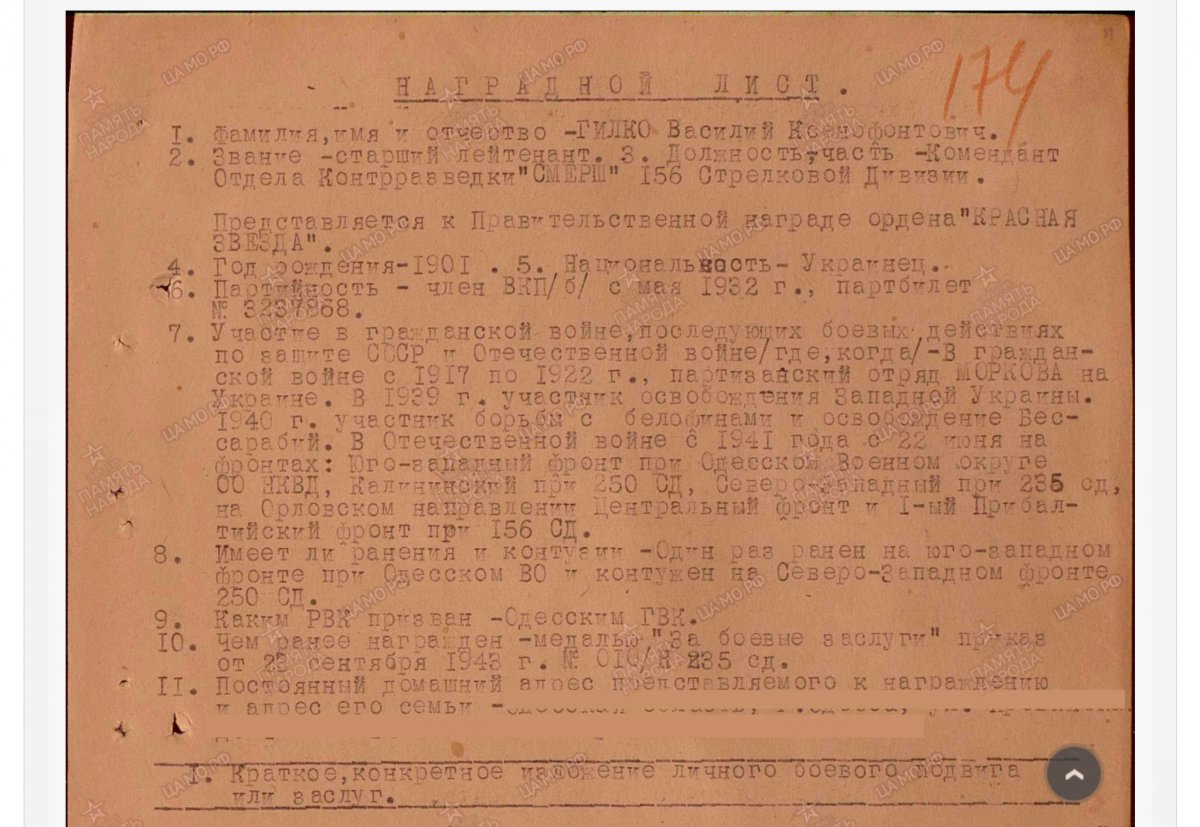 174
НАГРАДНОЙ ЛИСТ.
1. Фамилия,имя и отчество -ГИЛКО Василий Ксенофонтович.
2. Звание -старший лейтенант. 3. Должность,часть -Комендант
Отдела Контрразведки"СМЕРШ" 156 Стрелковой Дивизии.
Представляется к Правительственной награде ордена"КРАСНАЯ
ЗВЕЗДА".
4. Год рождения-1901 . 5. Национальность- Украинец.
6. Партийность - член ВКП/б/ с мая 1932 г., партбилет
№ 3237868.
7. Участие в гражданской войне,последующих боевых действиях
по защите СССР и Отечественной войне/где,когда/-В граждан-
ской войне с 1917 по 1922 г., партизанский отряд МОРКОВА на
Украине. В 1939 г. участник освобождения Западней Украины.
1940 г. участник борьбы с белофинами и освобождение Бес-
сарабий. В Отечественной войне с 1941 года с 22 июня на
фронтах: Юго-западный фронт при Одесском Военном округе
ОО НКВД, Калининский при 250 СД, Северо-Западный при 235 сд,
на Орловском направлении Центральный фронт и 1-ый Прибал-
тийский фронт при 156 СД.
8. Имеет ли ранения и контузии -Один раз ранен на юго-западном
фронте при Одесском ВО и контужен на Северо-Западном фронте
250 СД.
9. Каким РВК призван -Одесским ГВК.
10. Чем ранее награжден -медалью "За боевые заслуги" приказ
от 23 сентября 1943 г. № 010/Н 235 сд.
11. Постоянный домашний адрес представляемого к награждению
и адрес его семьи
1. Краткое,конкретное изложение личного боевого подвига
или заслуг.